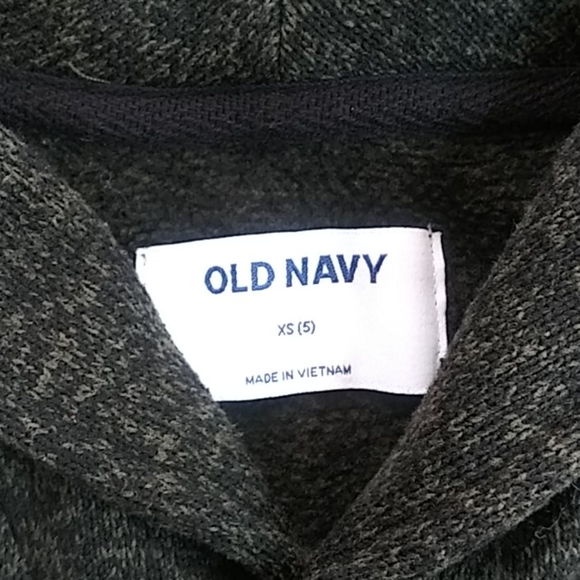 OLD NAVY
XS (5)
MADE IN VIETNAM